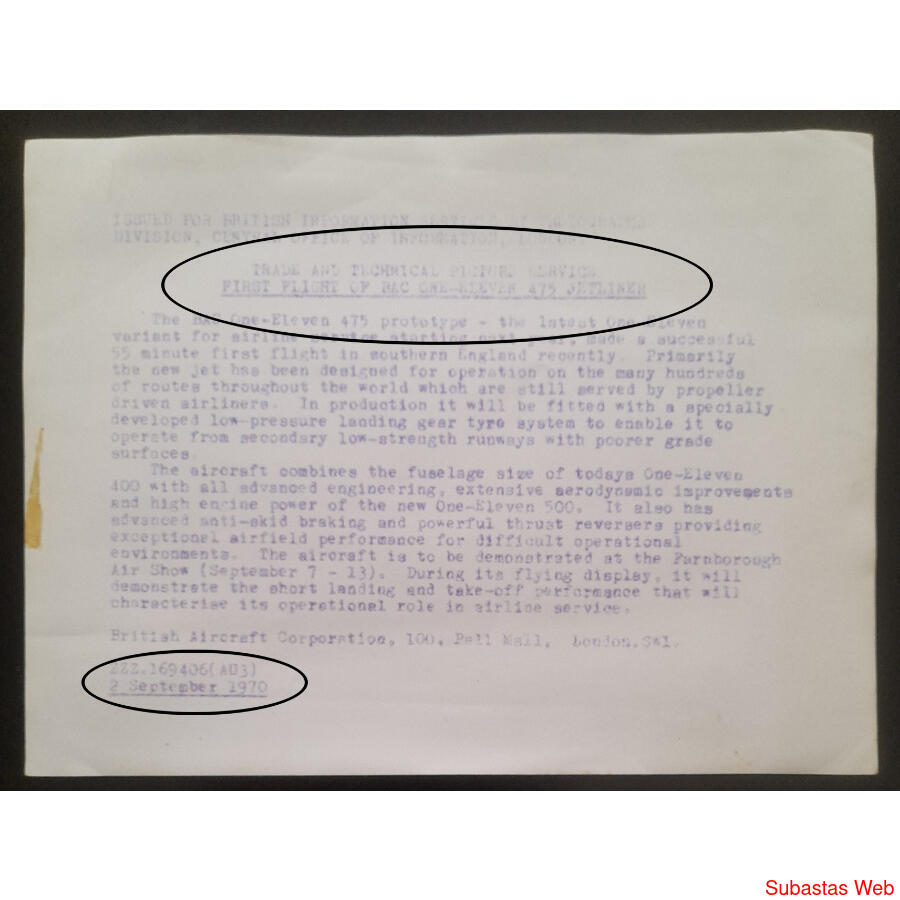 ISSUED FOR BRITISH INFORMATION SERVICES BY PHOTOGRAPHS
DIVISION, CENTRAL OFFICE OF INFORMATION, LONDON.
TRADE AND TECHNICAL PICTURE SERVICE
FIRST FLIGHT OF BAC ONE-ELEVEN 475 JETLINER
The BAC One-Eleven 475 prototype - the latest One-Eleven
variant for airline service starting next year, made a successful
55 minute first flight in southern England recently. Primarily
the new jet has been designed for operation on the many hundreds
of routes throughout the world which are still served by propeller
driven airliners. In production it will be fitted with a specially
developed low-pressure landing gear tyre system to enable it to
operate from secondary low-strength runways with poorer grade
surfaces.
The aircraft combines the fuselage size of todays One-Eleven
400 with all advanced engineering, extensive aerodynamic improvements
and high engine power of the new One-Eleven 500. It also has
advanced anti-skid braking and powerful thrust reversers providing
exceptional airfield performance for difficult operational
environments. The aircraft is to be demonstrated at the Farnborough
Air Show (September 7 - 13). During its flying display, it will
demonstrate the short landing and take-off performance that will
characterise its operational role in airline service.
British Aircraft Corporation, 100, Pall Mall, London.SW1.
ZZZ.169406(AU3)
2 September 1970
Subastas Web